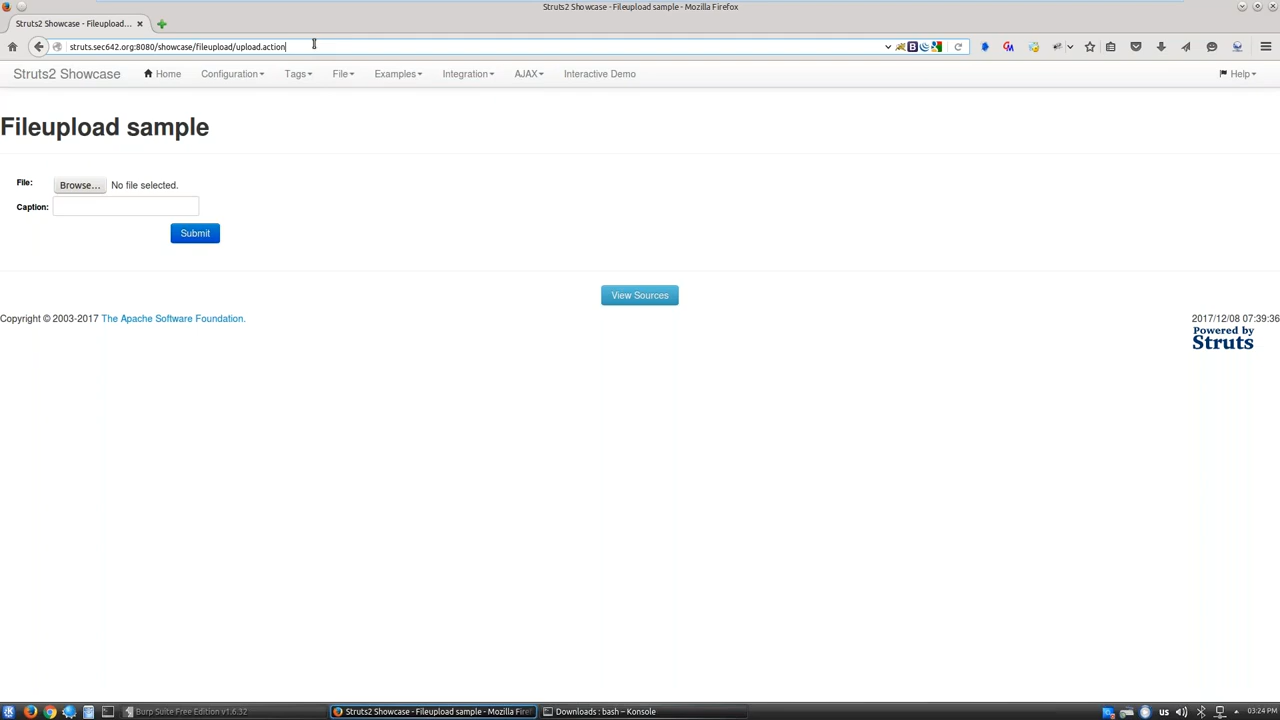 Struts2 Showcase - Fileupload sample - Mozilla Firefox
Struts2 Showcase - Fileupload...
struts.sec642.org:8080/showcase/fileupload/upload.action
Struts2 Showcase Home Configuration Tags File Examples Integration AJAX Interactive Demo Help
Fileupload sample
File: Browse... No file selected.
Caption:
Submit
View Sources
Copyright © 2003-2017 The Apache Software Foundation. 2017/12/08 07:39:36
Powered by
Struts
Burp Suite Free Edition v1.6.32 Struts2 Showcase - Fileupload sample - Mozilla Firef Downloads : bash – Konsole us 03:24 PM